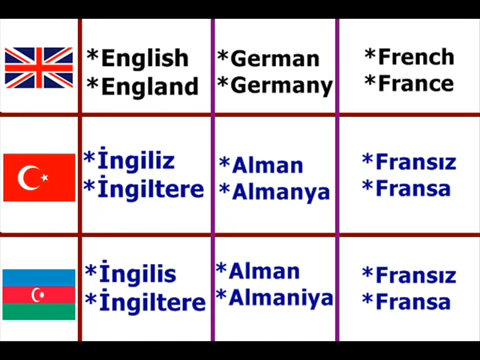 *English
*England
*German
*Germany
*French
*France
*İngiliz
*İngiltere
*Alman
*Almanya
*Fransız
*Fransa
*İngilis
*İngiltere
*Alman
*Almaniya
*Fransız
*Fransa